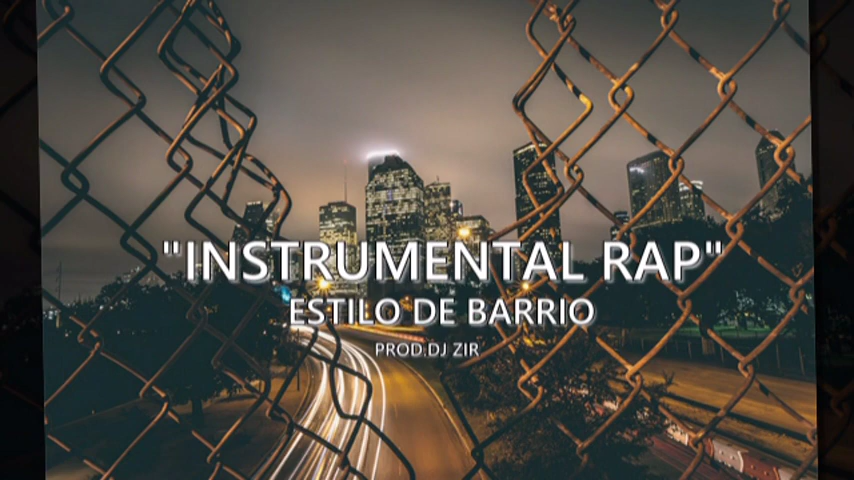 "INSTRUMENTAL RAP"
ESTILO DE BARRIO
PROD.DJ ZIR